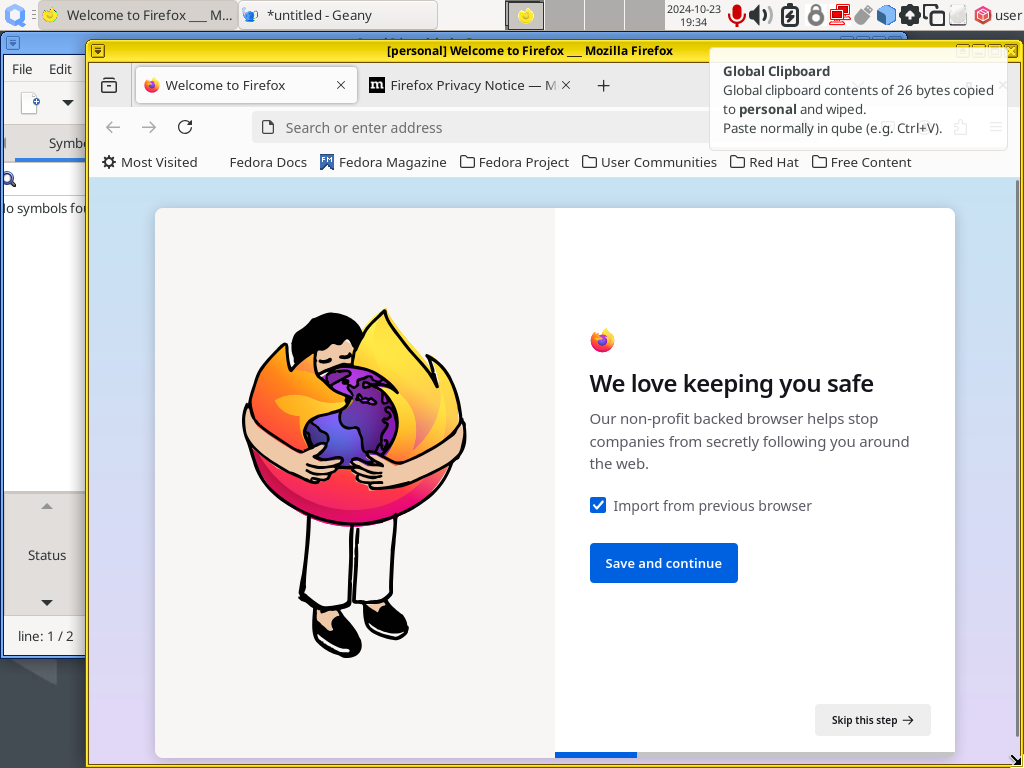 Welcome to Firefox ___ M...
*untitled - Geany
2024-10-23
19:34
user
[personal] Welcome to Firefox ___ Mozilla Firefox
File Edit
Symbo
o symbols fou
Status
line: 1 / 2
Welcome to Firefox
Firefox Privacy Notice — M
Global Clipboard
Global clipboard contents of 26 bytes copied
to personal and wiped.
Paste normally in qube (e.g. Ctrl+V).
Search or enter address
Most Visited
Fedora Docs
FM Fedora Magazine
Fedora Project
User Communities
Red Hat
Free Content
We love keeping you safe
Our non-profit backed browser helps stop
companies from secretly following you around
the web.
Import from previous browser
Save and continue
Skip this step